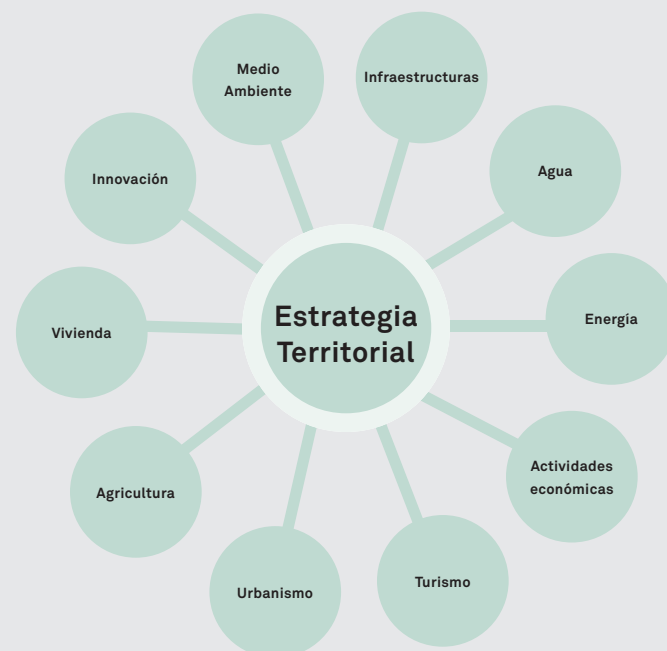 Medio
Ambiente
Infraestructuras
Innovación
Agua
Vivienda
Estrategia
Territorial
Energía
Agricultura
Actividades
económicas
Urbanismo
Turismo